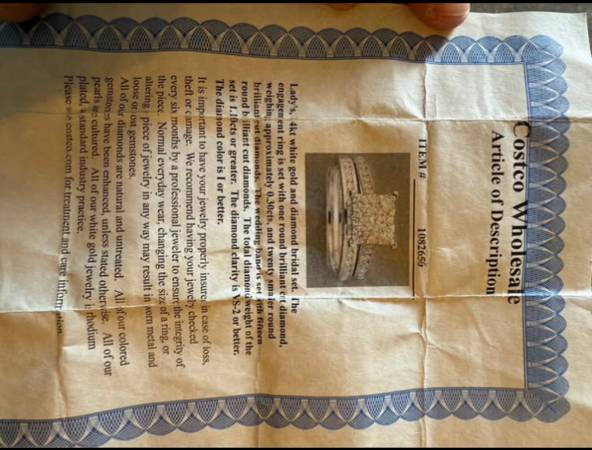 Costco Wholesale
Article of Description
ITEM # 1082650
Lady's, 14kt white gold and diamond bridal set. The
engagement ring is set with one round brilliant cut diamond,
weighing approximately 0.30cts, and twenty smaller round
brilliant cut diamonds. The wedding band is set with fifteen
round brilliant cut diamonds. The total diamond weight of the
set is 1.10cts or greater. The diamond clarity is VS-2 or better.
The diamond color is I or better.
It is important to have your jewelry properly insured in case of loss,
theft or damage. We recommend having your jewelry checked
every six months by a professional jeweler to ensure the integrity of
the piece. Normal everyday wear, changing the size of a ring, or
altering a piece of jewelry in any way may result in worn metal and
loose or lost gemstones.
All of our diamonds are natural and untreated. All of our colored
gemstones have been enhanced, unless stated otherwise. All of our
pearls are cultured. All of our white gold jewelry is rhodium
plated, a standard industry practice.
Please see costco.com for treatment and care information.